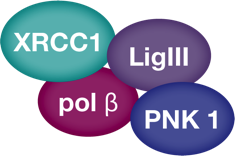 XRCC1
LigIII
pol β
PNK 1